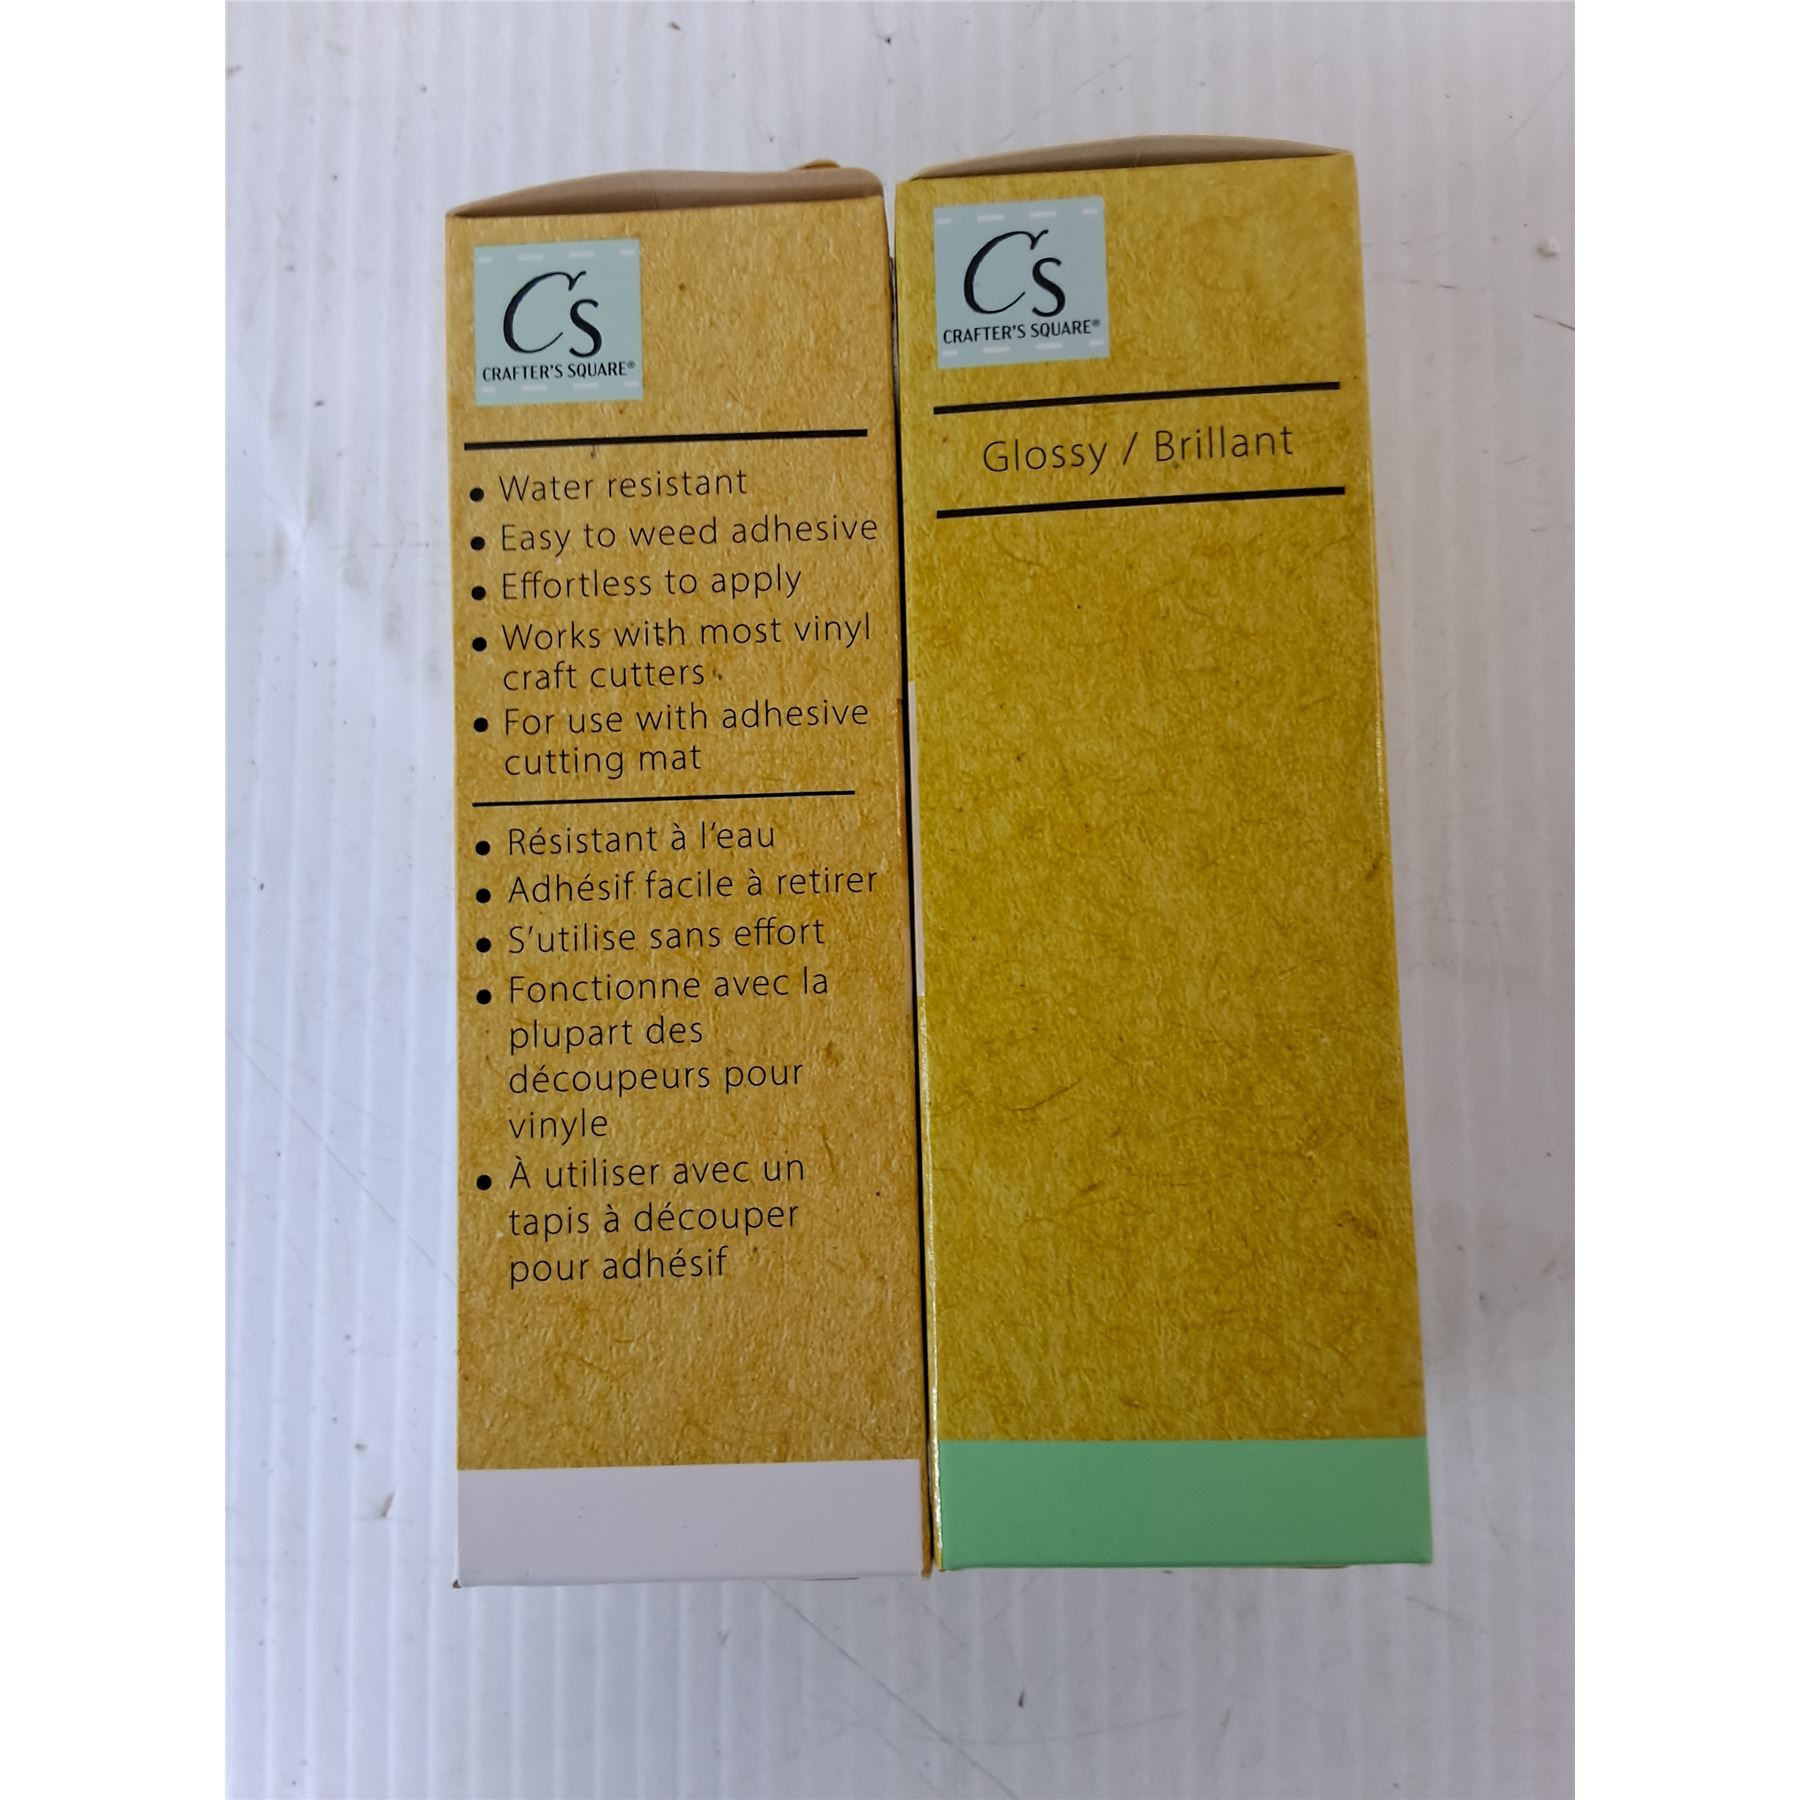 Cs
CRAFTER'S SQUARE®
• Water resistant
• Easy to weed adhesive
• Effortless to apply
• Works with most vinyl
craft cutters
• For use with adhesive
cutting mat
• Résistant à l'eau
• Adhésif facile à retirer
• S'utilise sans effort
• Fonctionne avec la
plupart des
découpeurs pour
vinyle
• À utiliser avec un
tapis à découper
pour adhésif
Cs
CRAFTER'S SQUARE®
Glossy / Brillant